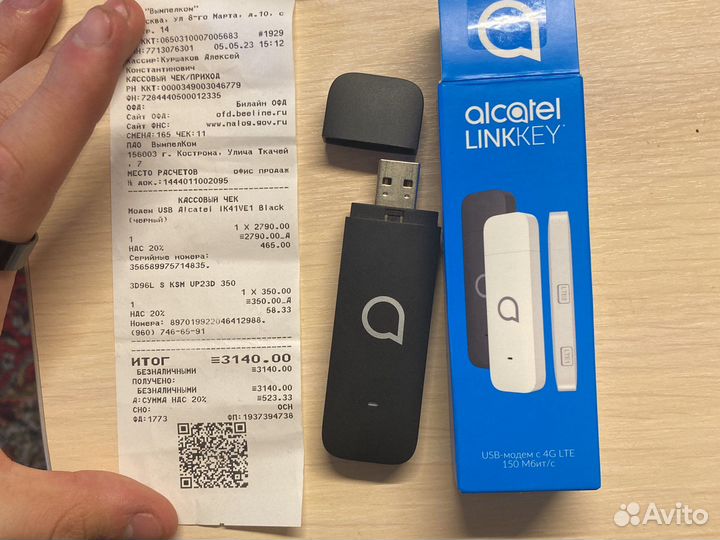 "Вымпелком"
осква, ул 8-го Марта, д.10, с
р. 14
ККТ:0650310007005683 #1929
ИНН:7713076301 05.05.23 15:12
Кассир:Куршаков Алексей
Константинович
КАССОВЫЙ ЧЕК/ПРИХОД
РН ККТ:0000349003046779
ФН:7284440500012335
ОФД: Билайн ОФД
Сайт ОФД: ofd.beeline.ru
Сайт ФНС: www.nalog.gov.ru
СМЕНА:165 ЧЕК:11
ПАО ВымпелКом
156003 г. Кострома, Улица Ткачей
, 7
МЕСТО РАСЧЕТОВ Офис продаж
№ док.:1444011002095
КАССОВЫЙ ЧЕК
Модем USB Alcatel IK41VE1 Black
(черный)
1 X 2790.00
1 ≡2790.00_А
НДС 20% 465.00
Серийные номера:
356589975714835.
3D96L S KSM UP23D 350
1 X 350.00
1 ≡350.00_А
НДС 20% 58.33
Номера: 897019922046412988.
(960) 746-65-91
ИТОГ ≡3140.00
БЕЗНАЛИЧНЫМИ ≡3140.00
ПОЛУЧЕНО:
БЕЗНАЛИЧНЫМИ ≡3140.00
А:СУММА НДС 20% ≡523.33
СНО: ОСН
ФД:1773 ФП:1937394738
alcatel
LINKKEY
LTE2
LTE1
USB-модем с 4G LTE
150 Мбит/с
Avito